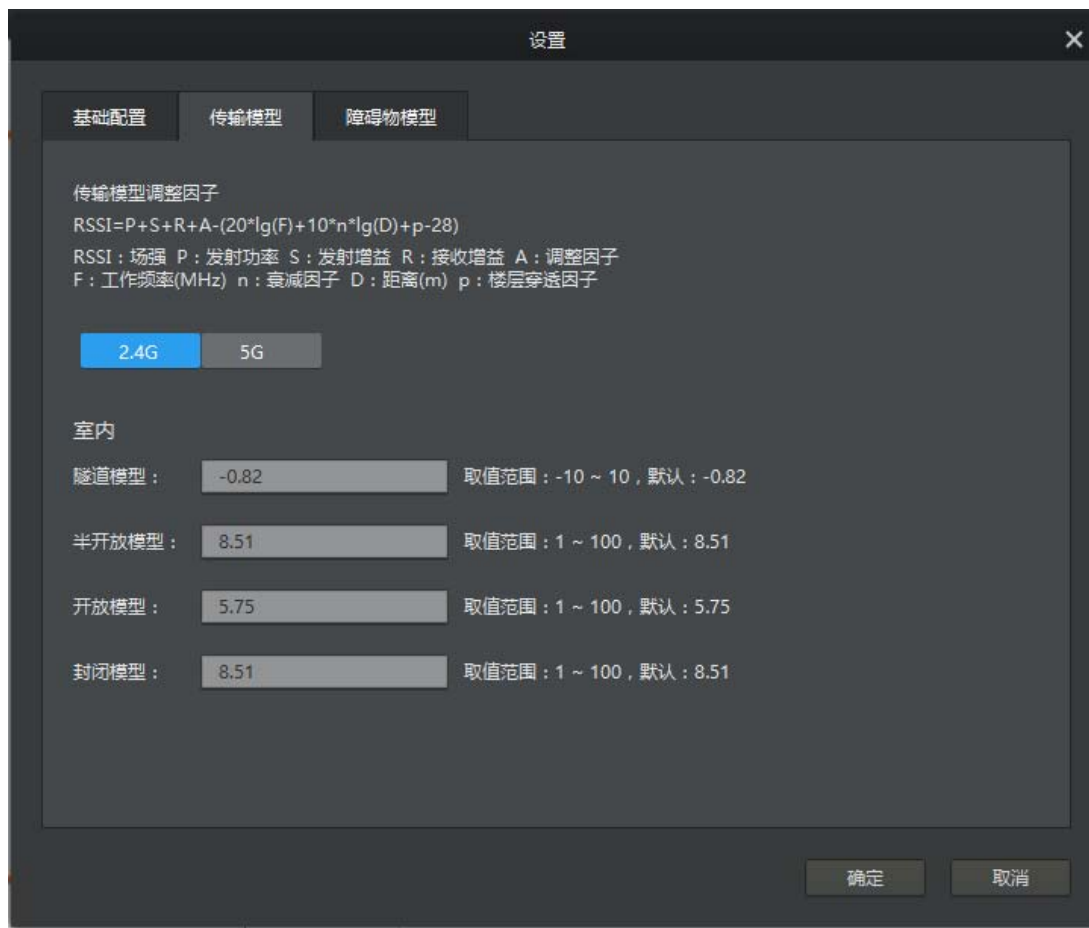 设置
基础配置 传输模型 障碍物模型
传输模型调整因子
RSSI=P+S+R+A-(20*lg(F)+10*n*lg(D)+p-28)
RSSI：场强 P：发射功率 S：发射增益 R：接收增益 A：调整因子
F：工作频率(MHz) n：衰减因子 D：距离(m) p：楼层穿透因子
2.4G 5G
室内
隧道模型： -0.82 取值范围：-10 ~ 10，默认：-0.82
半开放模型： 8.51 取值范围：1 ~ 100，默认：8.51
开放模型： 5.75 取值范围：1 ~ 100，默认：5.75
封闭模型： 8.51 取值范围：1 ~ 100，默认：8.51
确定 取消